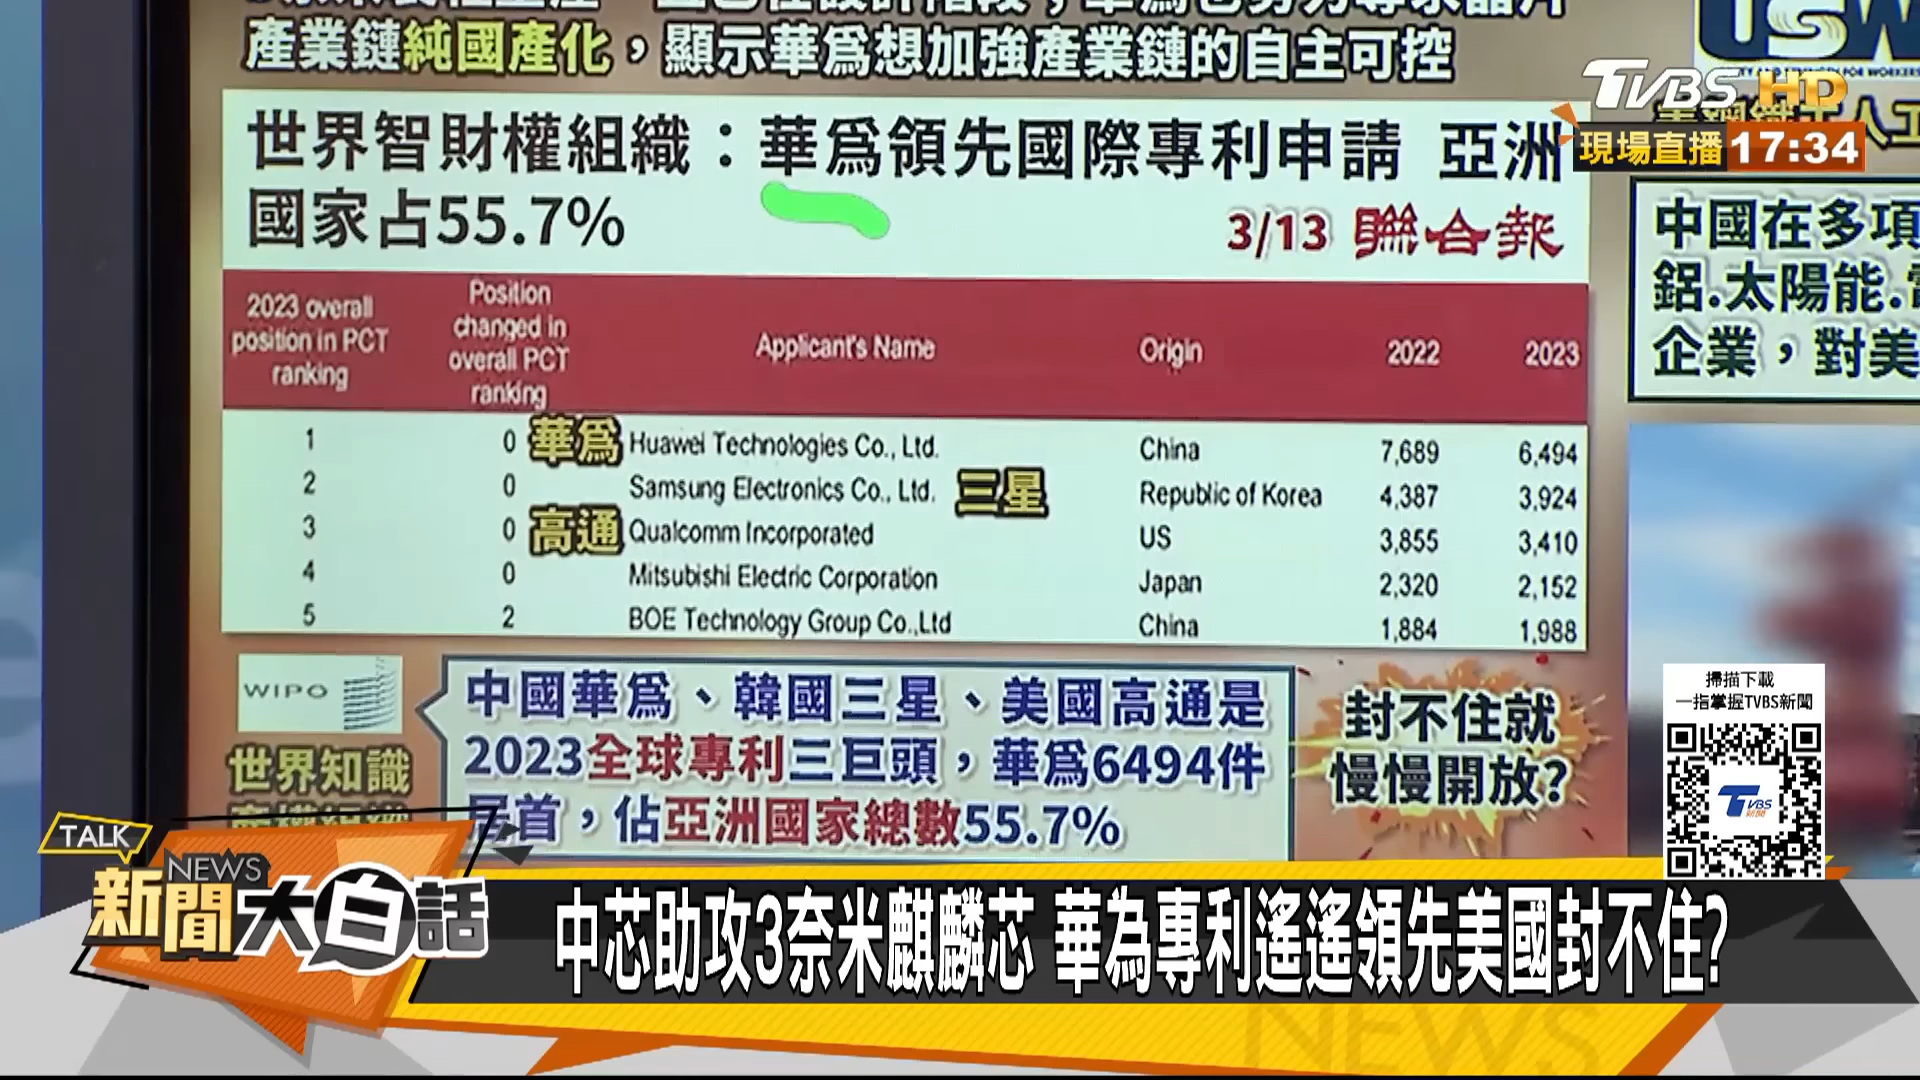 產業鏈純國產化，顯示華爲想加強產業鏈的自主可控
世界智財權組織：華爲領先國際專利申請 亞洲
國家占55.7%
3/13 聯合報
2023 overall position in PCT ranking
Position changed in overall PCT ranking
Applicant's Name
Origin
2022
2023
1 0 華爲 Huawei Technologies Co., Ltd. China 7,689 6,494
2 0 Samsung Electronics Co., Ltd. 三星 Republic of Korea 4,387 3,924
3 0 高通 Qualcomm Incorporated US 3,855 3,410
4 0 Mitsubishi Electric Corporation Japan 2,320 2,152
5 2 BOE Technology Group Co.,Ltd China 1,884 1,988
WIPO
世界知識
中國華爲、韓國三星、美國高通是
2023全球專利三巨頭，華爲6494件
居首，佔亞洲國家總數55.7%
封不住就
慢慢開放?
USW
TVBS HD
現場直播 17:34
中國在多項
鋁.太陽能.
企業，對美
掃描下載
一指掌握TVBS新聞
TVBS
新聞
TALK
NEWS
新聞大白話
中芯助攻3奈米麒麟芯 華為專利遙遙領先美國封不住?
NEWS